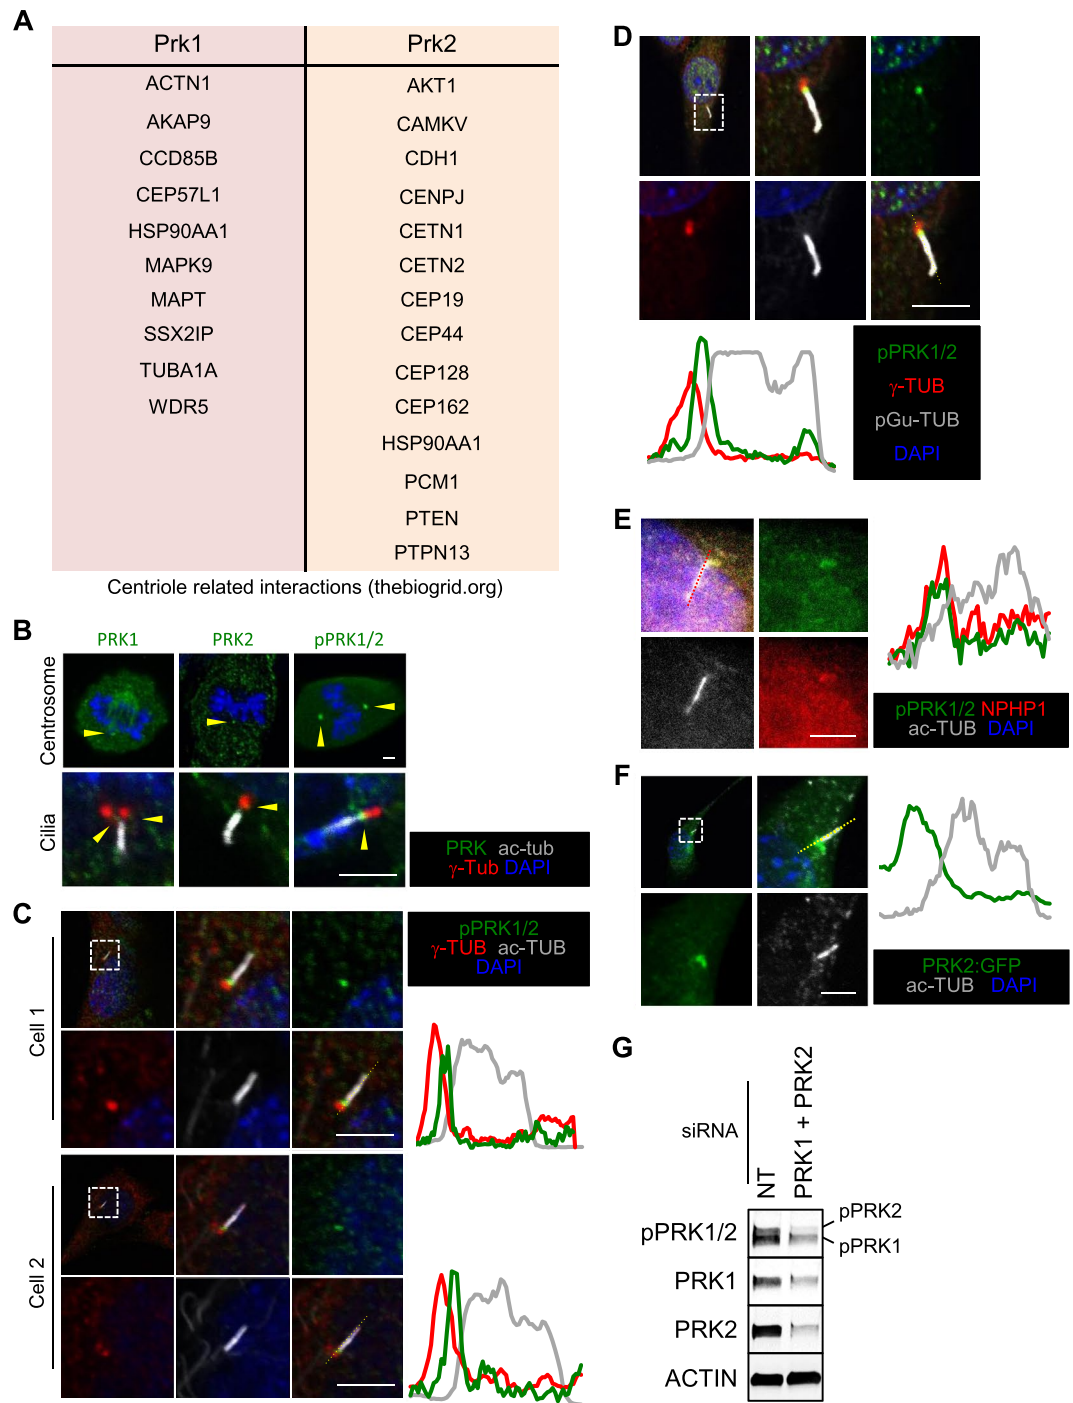 A
Prk1 Prk2
ACTN1 AKT1
AKAP9 CAMKV
CCD85B CDH1
CEP57L1 CENPJ
HSP90AA1 CETN1
MAPK9 CETN2
MAPT CEP19
SSX2IP CEP44
TUBA1A CEP128
WDR5 CEP162
HSP90AA1
PCM1
PTEN
PTPN13
Centriole related interactions (thebiogrid.org)
B
PRK1 PRK2 pPRK1/2
Centrosome
Cilia
PRK ac-tub
γ-Tub DAPI
C
Cell 1
Cell 2
pPRK1/2
γ-TUB ac-TUB
DAPI
D
pPRK1/2
γ-TUB
pGu-TUB
DAPI
E
pPRK1/2 NPHP1
ac-TUB DAPI
F
PRK2:GFP
ac-TUB DAPI
G
siRNA
NT
PRK1 + PRK2
pPRK1/2
pPRK2
pPRK1
PRK1
PRK2
ACTIN